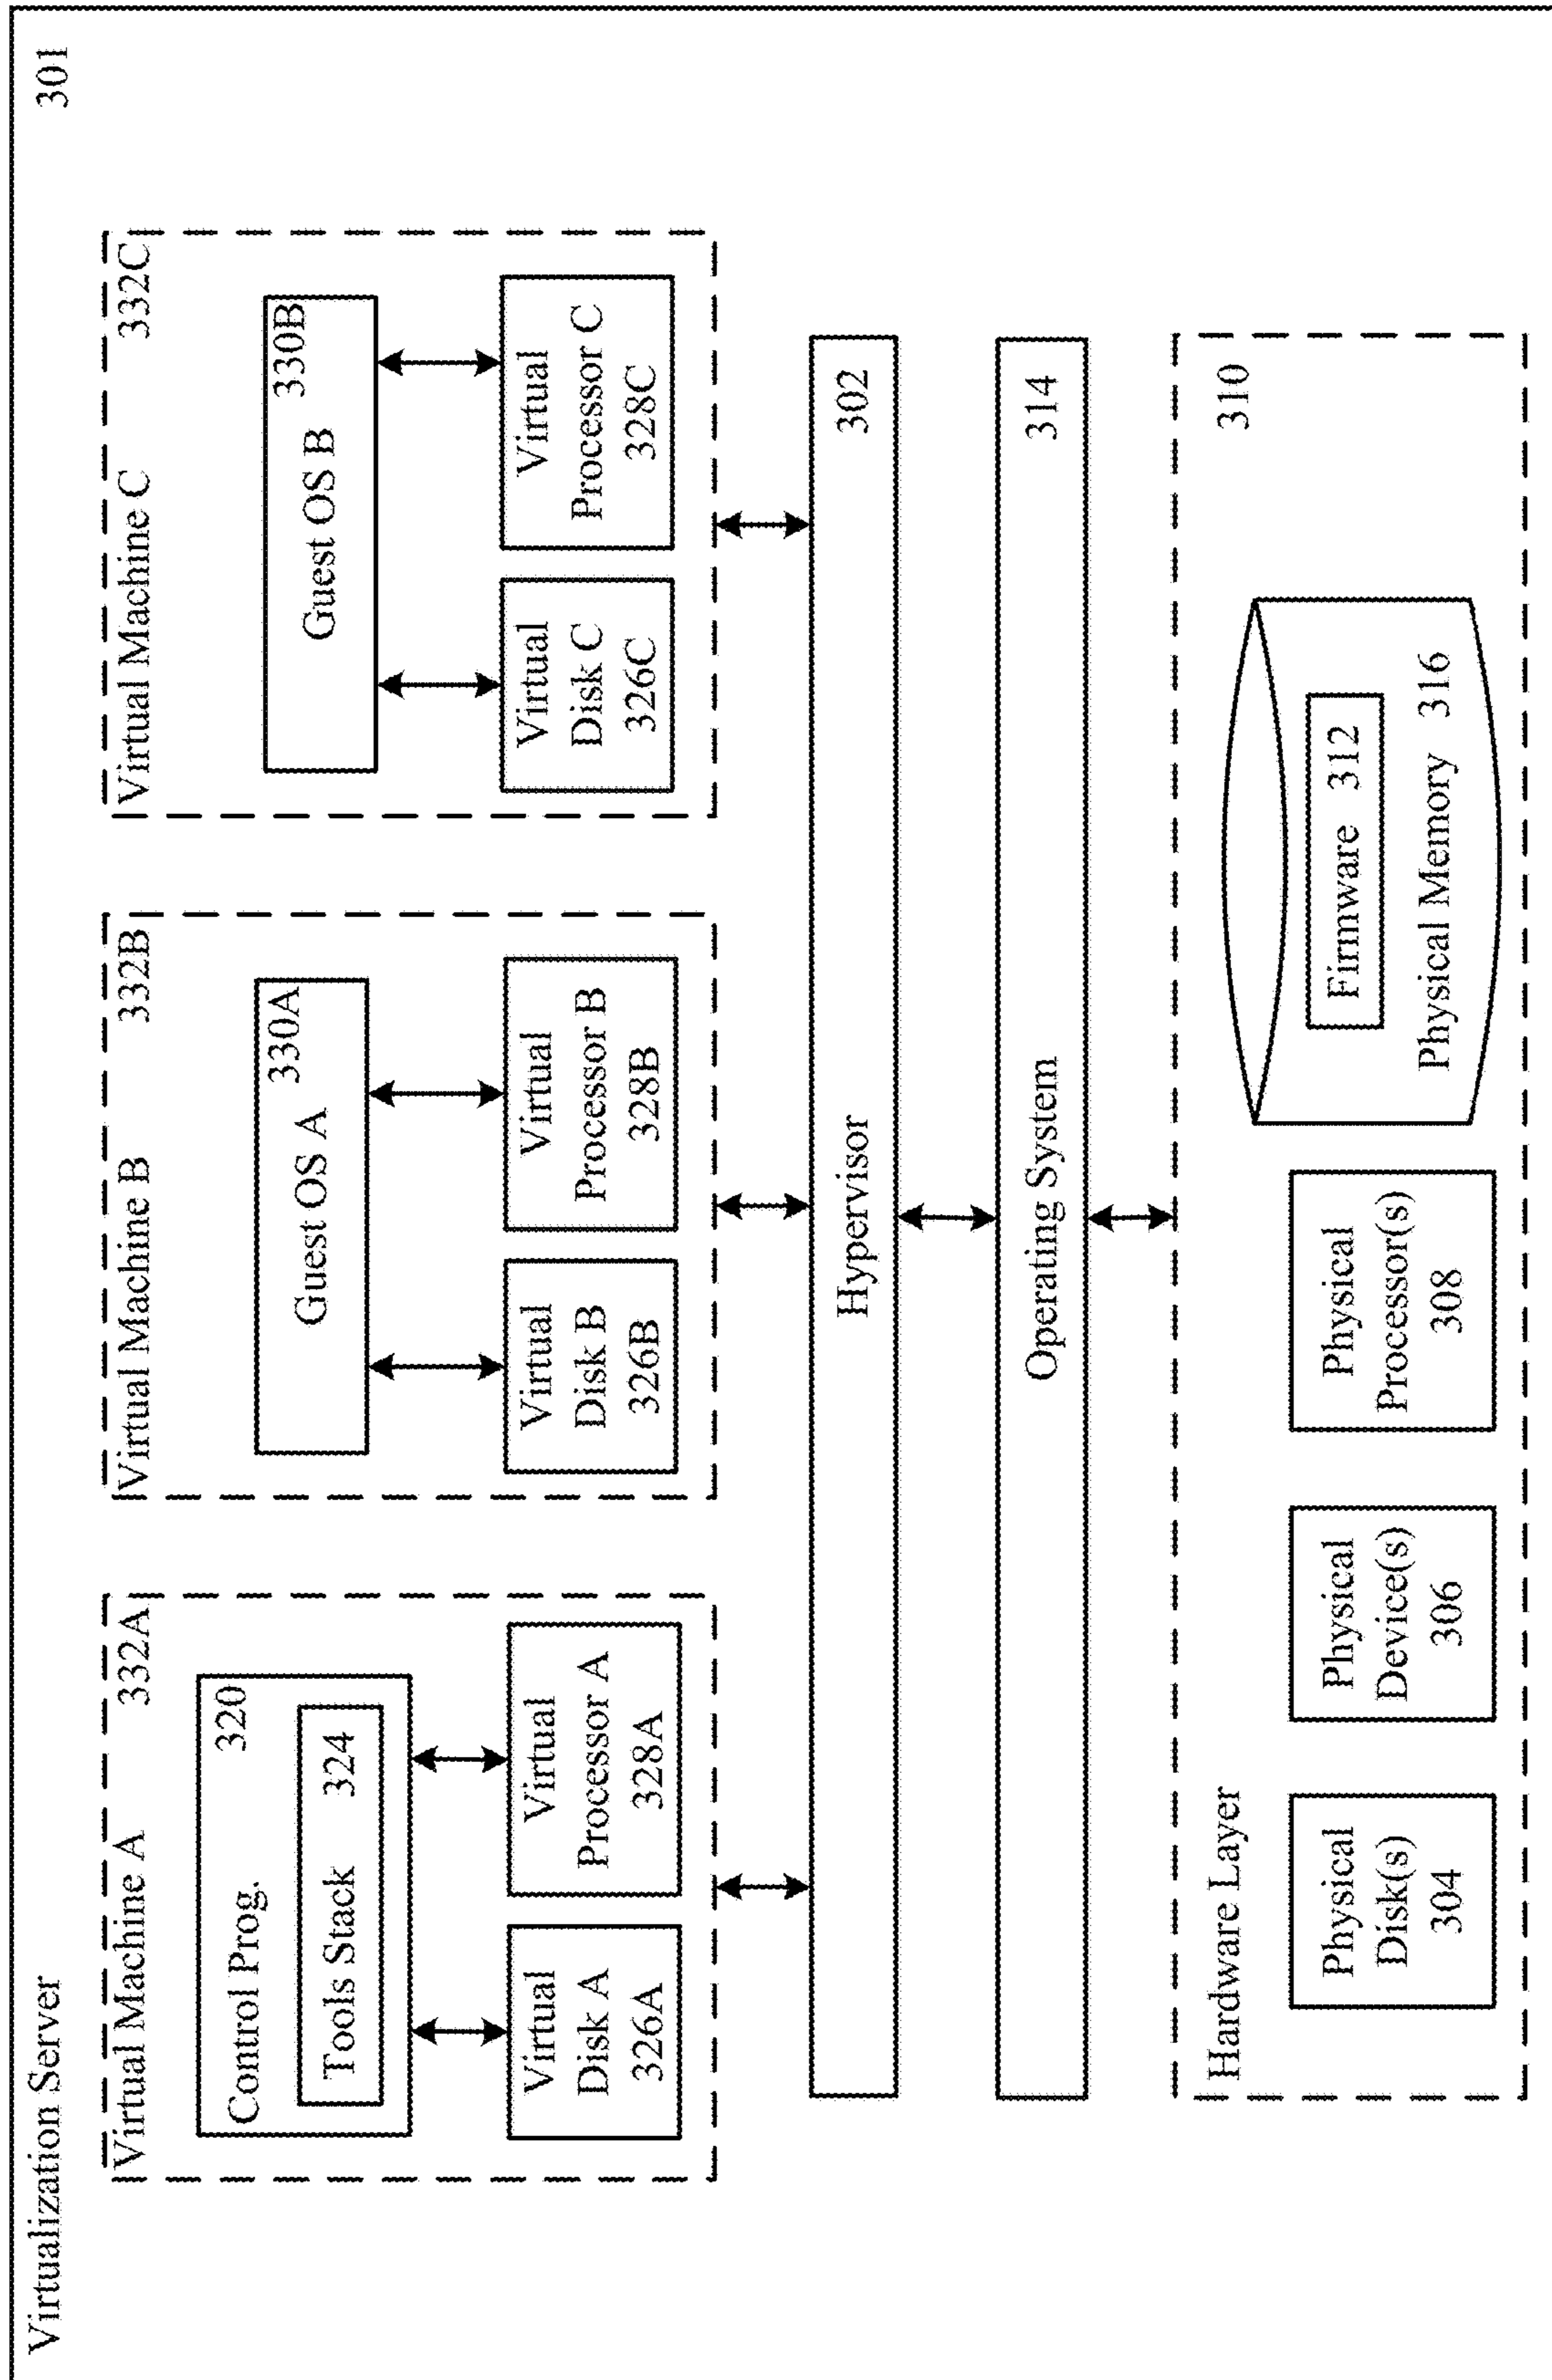 Virtualization Server
301
Virtual Machine A
332A
Control Prog.
320
Tools Stack 324
Virtual
Disk A
326A
Virtual
Processor A
328A
Virtual Machine B
332B
330A
Guest OS A
Virtual
Disk B
326B
Virtual
Processor B
328B
Virtual Machine C
332C
330B
Guest OS B
Virtual
Disk C
326C
Virtual
Processor C
328C
Hypervisor
302
Operating System
314
Hardware Layer
310
Physical
Disk(s)
304
Physical
Device(s)
306
Physical
Processor(s)
308
Firmware 312
Physical Memory 316